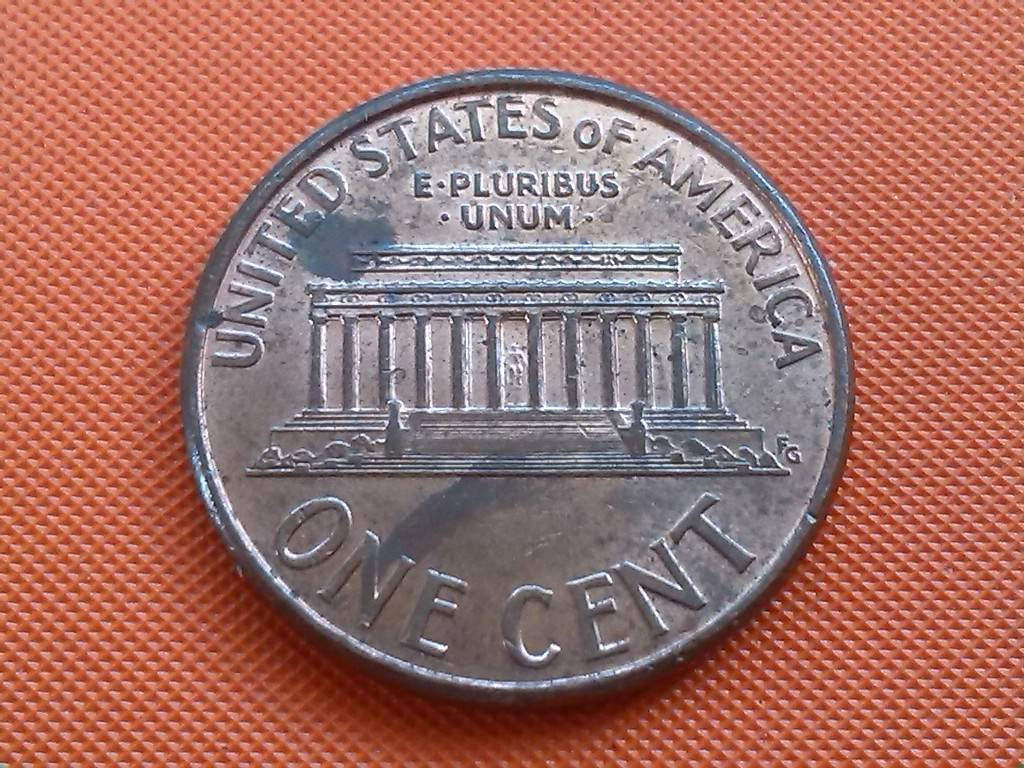 UNITED STATES OF AMERICA
E·PLURIBUS
·UNUM·
FG
ONE CENT